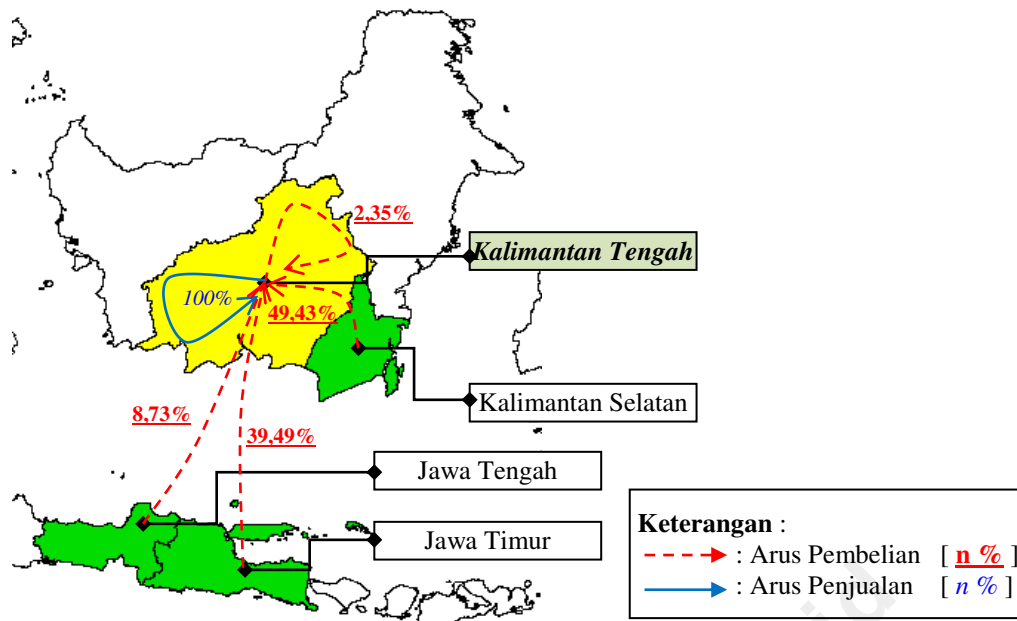 2,35%
Kalimantan Tengah
100%
49,43%
Kalimantan Selatan
8,73%
39,49%
Jawa Tengah
Jawa Timur
Keterangan :
: Arus Pembelian [ n % ]
: Arus Penjualan [ n % ]
id